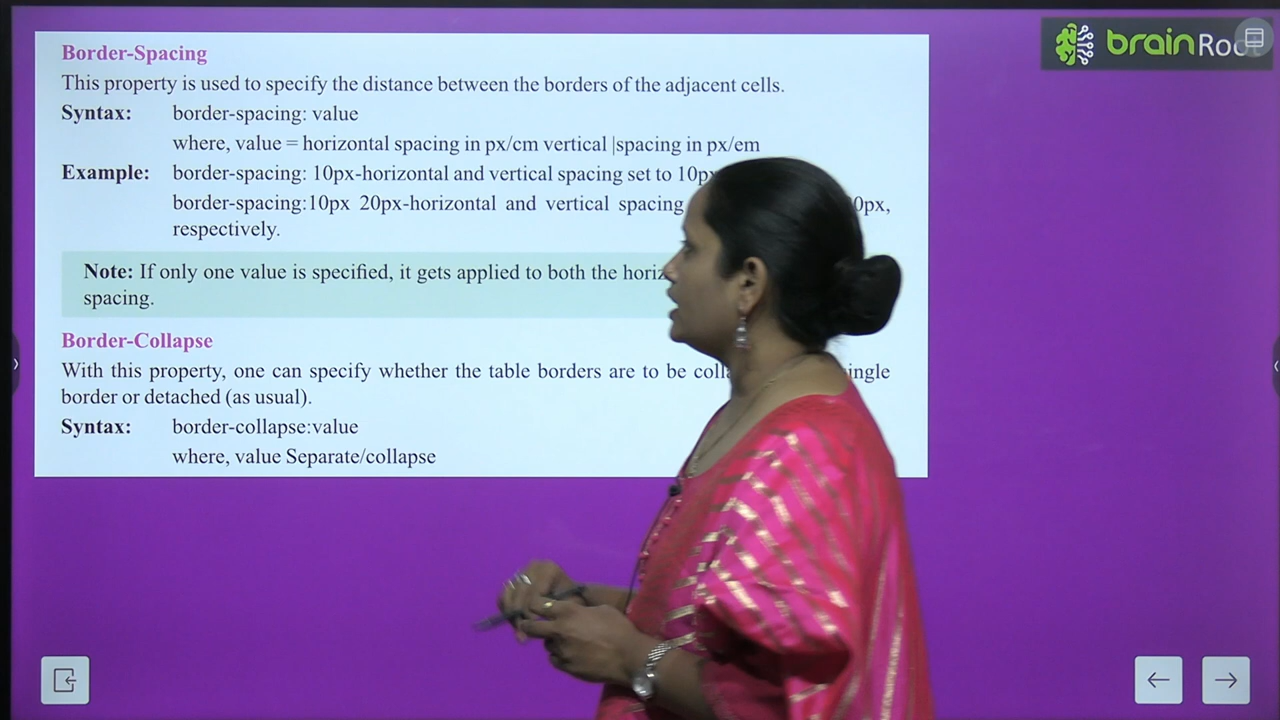 brainRoo
Border-Spacing
This property is used to specify the distance between the borders of the adjacent cells.
Syntax: border-spacing: value
where, value = horizontal spacing in px/cm vertical |spacing in px/em
Example: border-spacing: 10px-horizontal and vertical spacing set to 10px
border-spacing:10px 20px-horizontal and vertical spacing 0px,
respectively.
Note: If only one value is specified, it gets applied to both the
spacing.
Border-Collapse
With this property, one can specify whether the table borders are to be
border or detached (as usual).
Syntax: border-collapse:value
where, value Separate/collapse